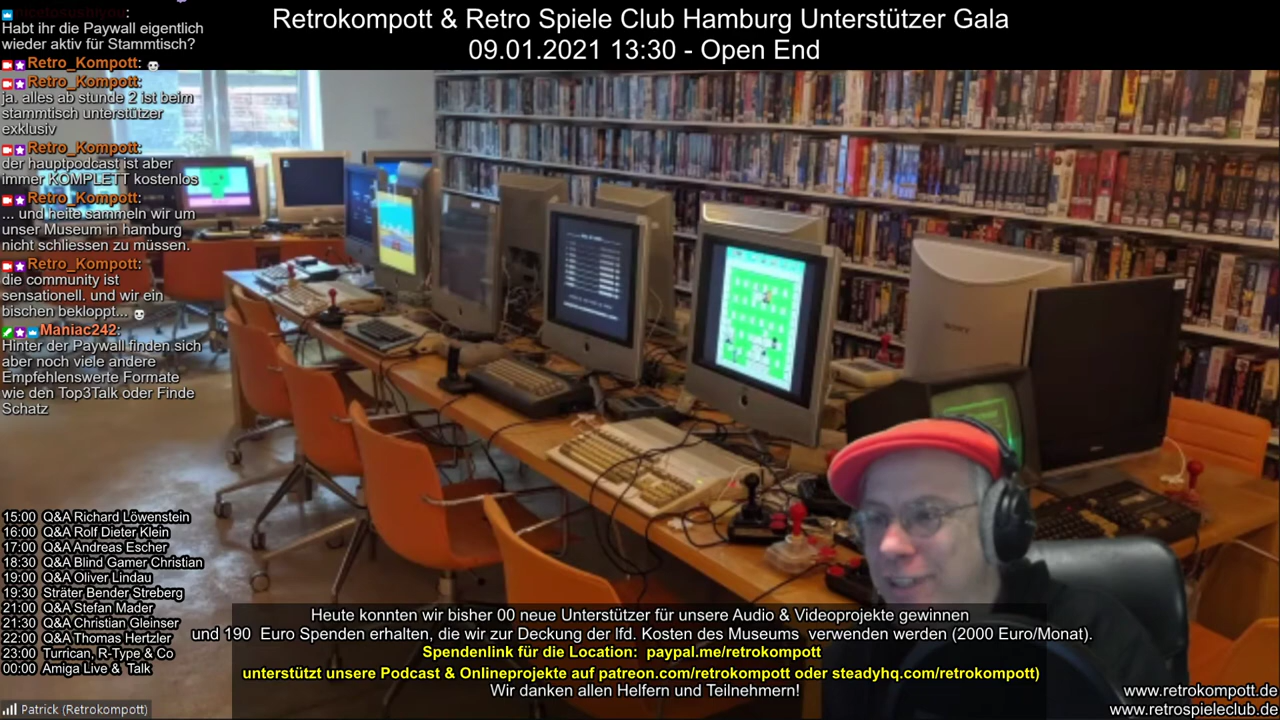 Retrokompott & Retro Spiele Club Hamburg Unterstützer Gala
09.01.2021 13:30 - Open End
Habt ihr die Paywall eigentlich
wieder aktiv für Stammtisch?
Retro_Kompott:
Retro_Kompott:
ja. alles ab stunde 2 ist beim
stammtisch unterstützer
exklusiv
Retro_Kompott:
der hauptpodcast ist aber
immer KOMPLETT kostenlos
Retro_Kompott:
... und heite sammeln wir um
unser Museum in hamburg
nicht schliessen zu müssen.
Retro_Kompott:
die community ist
sensationell. und wir ein
bischen bekloppt...
Maniac242:
Hinter der Paywall finden sich
aber noch viele andere
Empfehlenswerte Formate
wie den Top3Talk oder Finde
Schatz
15:00 Q&A Richard Löwenstein
16:00 Q&A Rolf Dieter Klein
17:00 Q&A Andreas Escher
18:30 Q&A Blind Gamer Christian
19:00 Q&A Oliver Lindau
19:30 Sträter Bender Streberg
21:00 Q&A Stefan Mader
21:30 Q&A Christian Gleinser
22:00 Q&A Thomas Hertzler
23:00 Turrican, R-Type & Co
00:00 Amiga Live & Talk
SONY
Heute konnten wir bisher 00 neue Unterstützer für unsere Audio & Videoprojekte gewinnen
und 190 Euro Spenden erhalten, die wir zur Deckung der lfd. Kosten des Museums verwenden werden (2000 Euro/Monat).
Spendenlink für die Location: paypal.me/retrokompott
unterstützt unsere Podcast & Onlineprojekte auf patreon.com/retrokompott oder steadyhq.com/retrokompott)
Wir danken allen Helfern und Teilnehmern!
www.retrokompott.de
www.retrospieleclub.de
Patrick (Retrokompott)